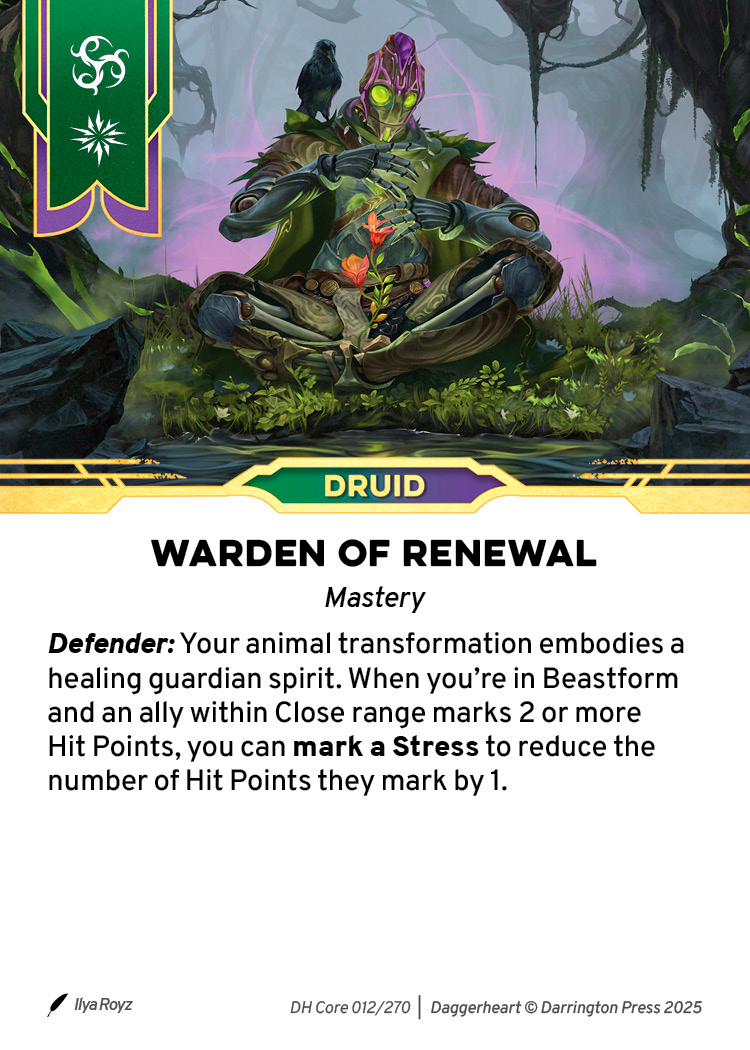 DRUID
WARDEN OF RENEWAL
Mastery
Defender: Your animal transformation embodies a
healing guardian spirit. When you’re in Beastform
and an ally within Close range marks 2 or more
Hit Points, you can mark a Stress to reduce the
number of Hit Points they mark by 1.
Ilya Royz
DH Core 012/270 | Daggerheart © Darrington Press 2025